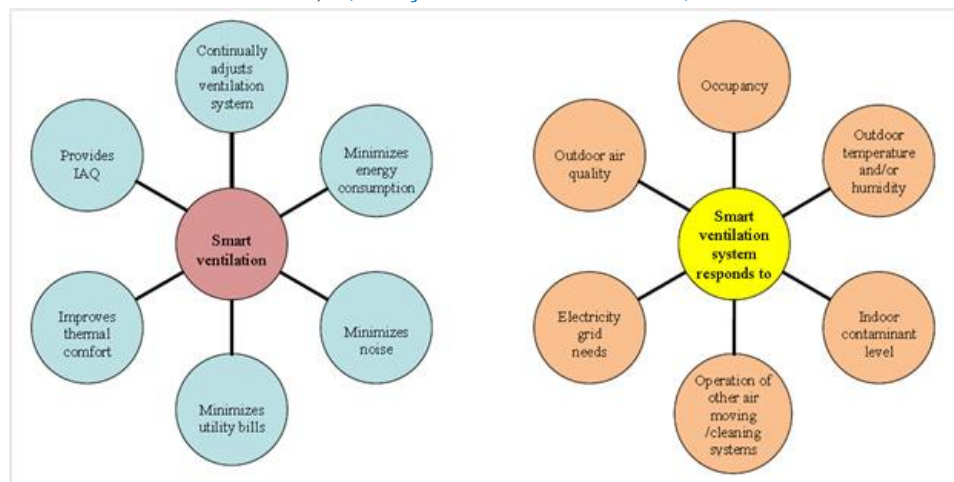 Continually
adjusts
ventilation
system
Provides
IAQ
Minimizes
energy
consumption
Smart
ventilation
Improves
thermal
comfort
Minimizes
noise
Minimizes
utility bills
Occupancy
Outdoor air
quality
Outdoor
temperature
and/or
humidity
Smart
ventilation
system
responds to
Electricity
grid
needs
Indoor
contaminant
level
Operation of
other air
moving
/cleaning
systems